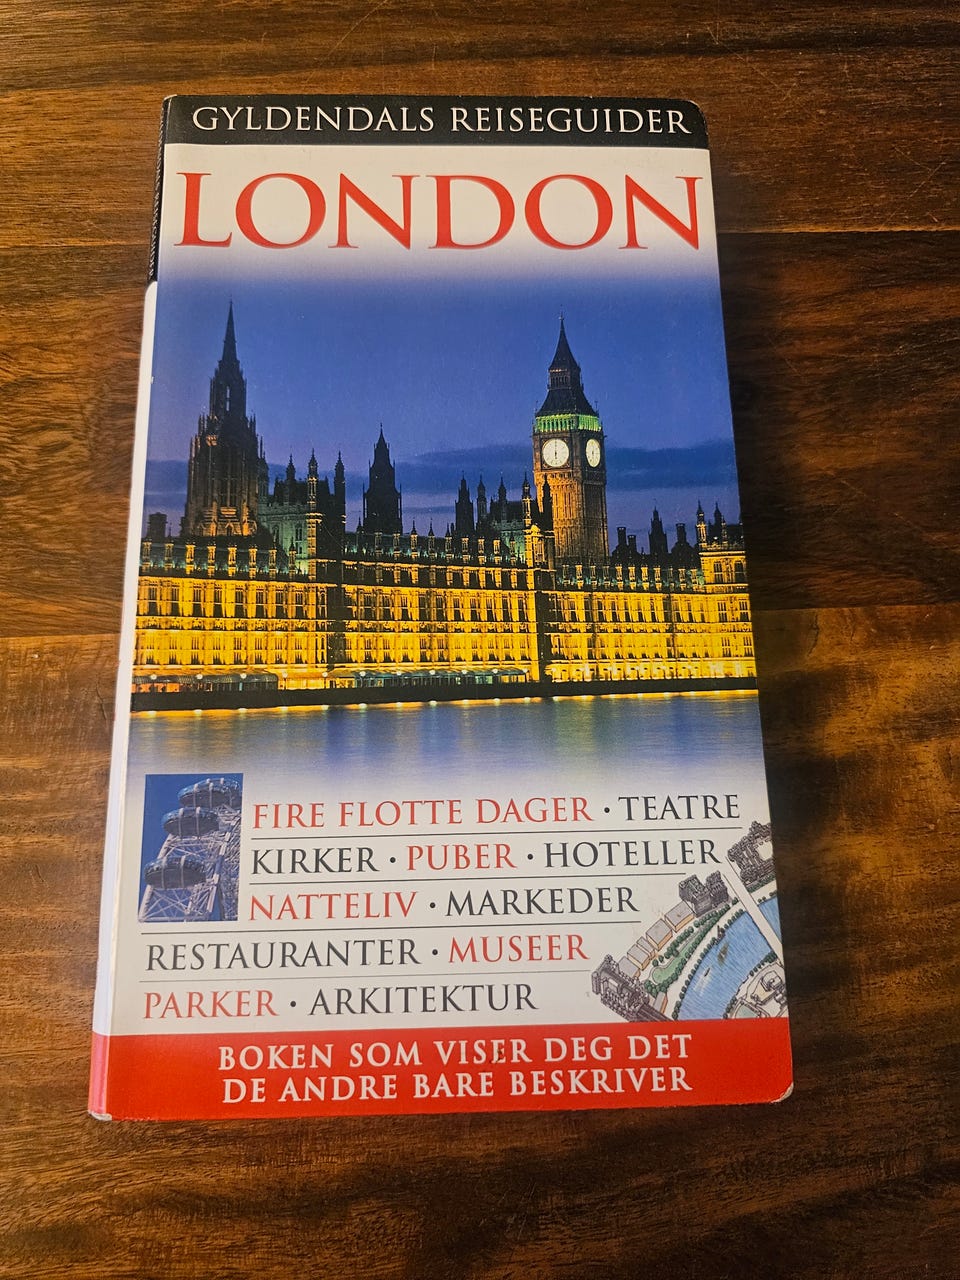 GYLDENDALS REISEGUIDER
LONDON
FIRE FLOTTE DAGER · TEATRE
KIRKER · PUBER · HOTELLER
NATTELIV · MARKEDER
RESTAURANTER · MUSEER
PARKER · ARKITEKTUR
BOKEN SOM VISER DEG DET
DE ANDRE BARE BESKRIVER